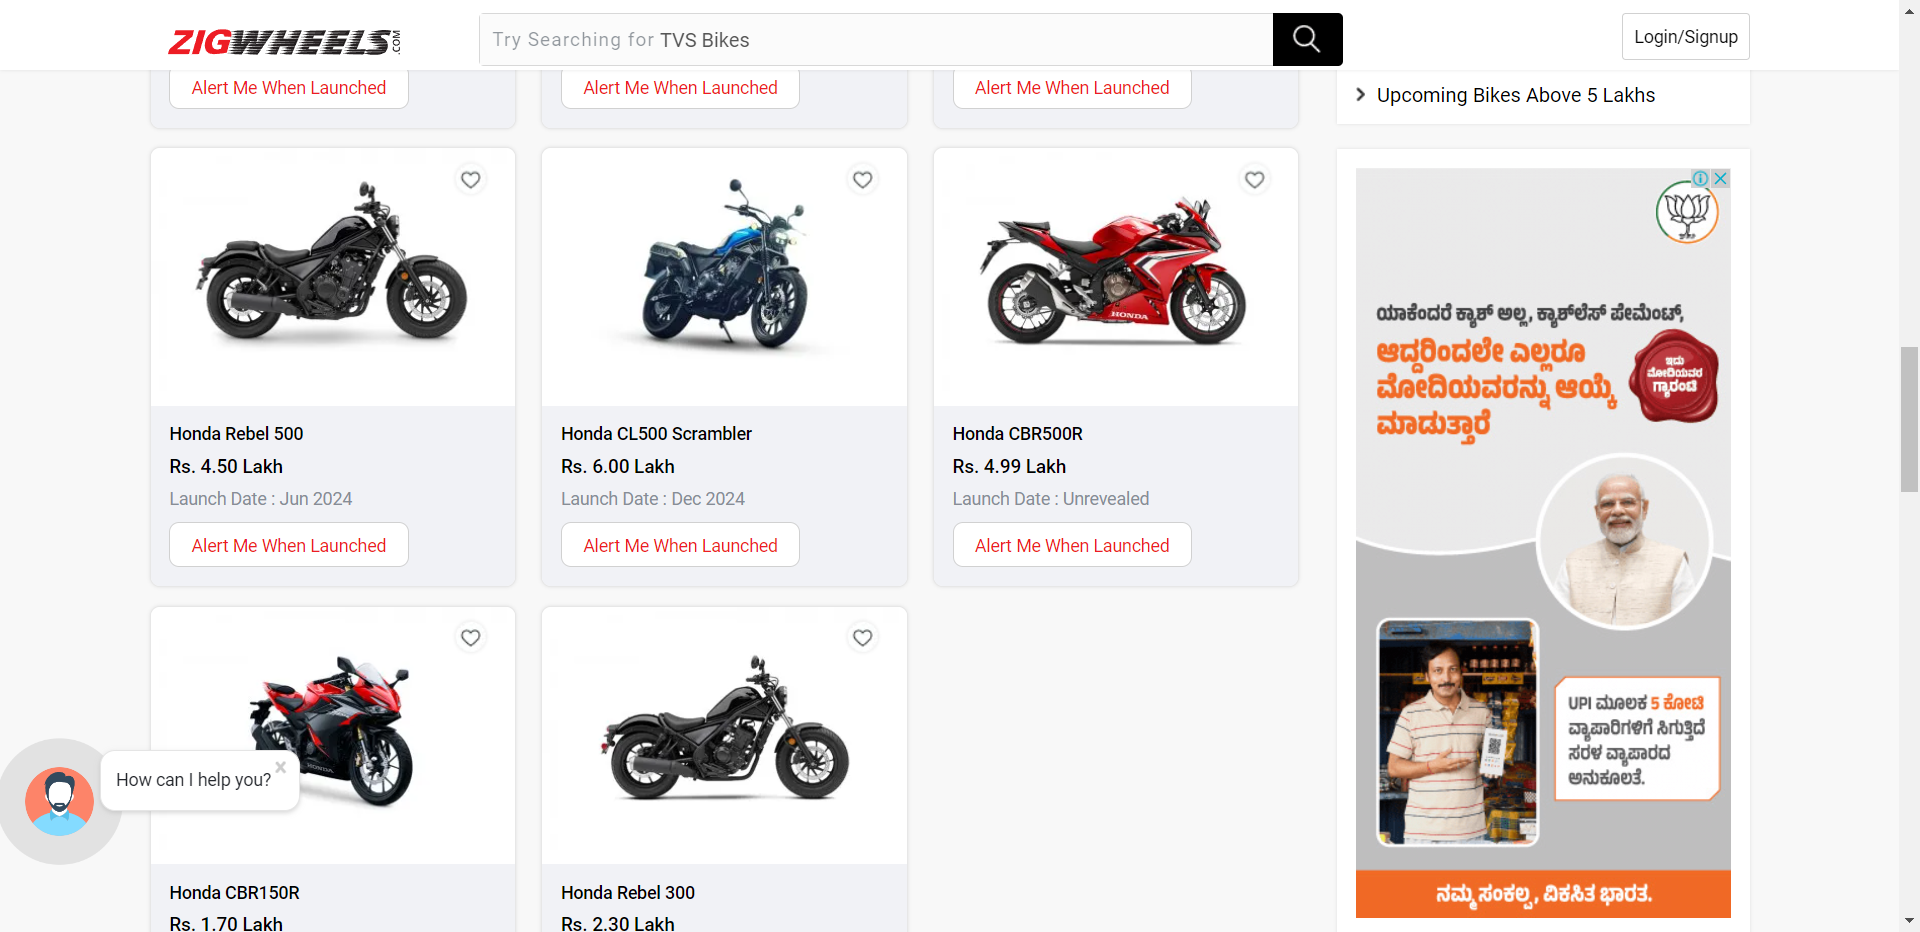 ZIGWHEELS.COM
Try Searching for TVS Bikes
Login/Signup
Alert Me When Launched
Alert Me When Launched
Alert Me When Launched
Upcoming Bikes Above 5 Lakhs
Honda Rebel 500
Rs. 4.50 Lakh
Launch Date : Jun 2024
Alert Me When Launched
Honda CL500 Scrambler
Rs. 6.00 Lakh
Launch Date : Dec 2024
Alert Me When Launched
HONDA
Honda CBR500R
Rs. 4.99 Lakh
Launch Date : Unrevealed
Alert Me When Launched
Honda CBR150R
Rs. 1.70 Lakh
Honda Rebel 300
Rs. 2.30 Lakh
How can I help you?
ಯಾಕೆಂದರೆ ಕ್ಯಾಶ್ ಅಲ್ಲ, ಕ್ಯಾಶ್‌ಲೆಸ್ ಪೇಮೆಂಟ್,
ಆದ್ದರಿಂದಲೇ ಎಲ್ಲರೂ
ಮೋದಿಯವರನ್ನು ಆಯ್ಕೆ
ಮಾಡುತ್ತಾರೆ
ಇದು
ಮೋದಿಯವರ
ಗ್ಯಾರಂಟಿ
UPI ಮೂಲಕ 5 ಕೋಟಿ
ವ್ಯಾಪಾರಿಗಳಿಗೆ ಸಿಗುತ್ತಿದೆ
ಸರಳ ವ್ಯಾಪಾರದ
ಅನುಕೂಲತೆ.
ನಮ್ಮ ಸಂಕಲ್ಪ, ವಿಕಸಿತ ಭಾರತ.